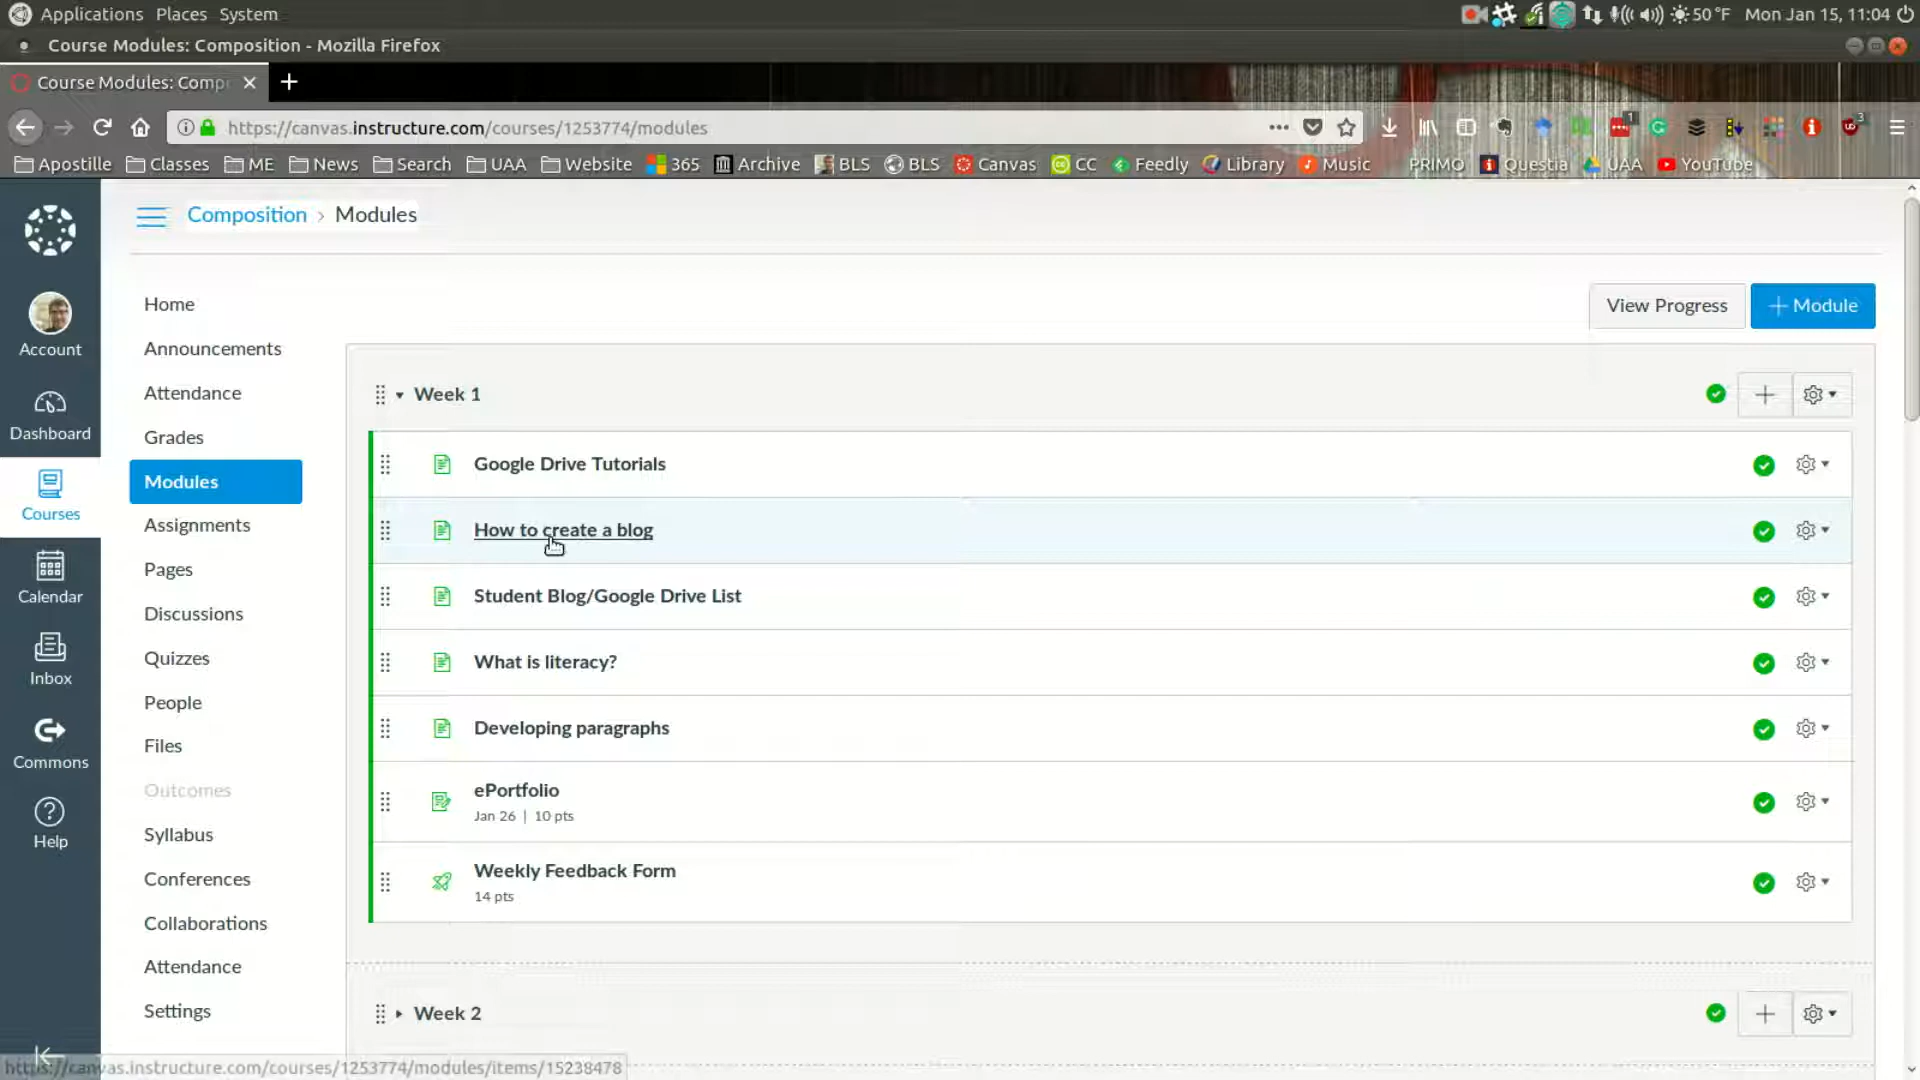 Applications Places System
50 °F Mon Jan 15, 11:04
Course Modules: Composition - Mozilla Firefox
Course Modules: Comp
https://canvas.instructure.com/courses/1253774/modules
1
3
Apostille Classes ME News Search UAA Website 365 Archive BLS BLS Canvas CC Feedly Library Music PRIMO Questia UAA YouTube
Composition › Modules
Home
View Progress
+ Module
Announcements
Account
Attendance
Week 1
Dashboard
Grades
Google Drive Tutorials
Modules
Courses
Assignments
How to create a blog
Pages
Calendar
Student Blog/Google Drive List
Discussions
Quizzes
What is literacy?
Inbox
People
Developing paragraphs
Files
Commons
Outcomes
ePortfolio
Jan 26 | 10 pts
Syllabus
Help
Conferences
Weekly Feedback Form
14 pts
Collaborations
Attendance
Settings
Week 2
https://canvas.instructure.com/courses/1253774/modules/items/15238478